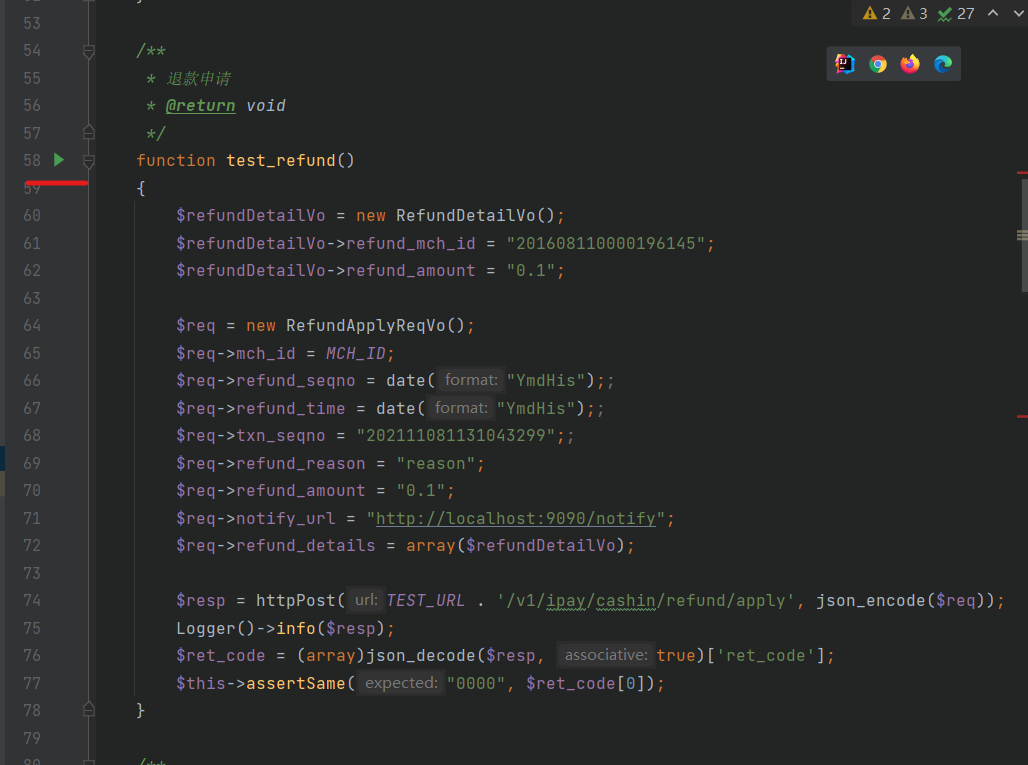 2 3 27
53
54 /**
55 * 退款申请
56 * @return void
57 */
58 function test_refund()
59 {
60 $refundDetailVo = new RefundDetailVo();
61 $refundDetailVo->refund_mch_id = "201608110000196145";
62 $refundDetailVo->refund_amount = "0.1";
63
64 $req = new RefundApplyReqVo();
65 $req->mch_id = MCH_ID;
66 $req->refund_seqno = date( format: "YmdHis");;
67 $req->refund_time = date( format: "YmdHis");;
68 $req->txn_seqno = "202111081131043299";;
69 $req->refund_reason = "reason";
70 $req->refund_amount = "0.1";
71 $req->notify_url = "http://localhost:9090/notify";
72 $req->refund_details = array($refundDetailVo);
73
74 $resp = httpPost( url: TEST_URL . '/v1/ipay/cashin/refund/apply', json_encode($req));
75 Logger()->info($resp);
76 $ret_code = (array)json_decode($resp, associative: true)['ret_code'];
77 $this->assertSame( expected: "0000", $ret_code[0]);
78 }
79